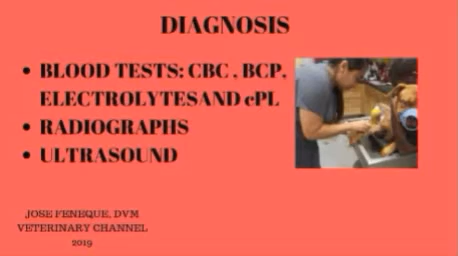 DIAGNOSIS
• BLOOD TESTS: CBC , BCP,
ELECTROLYTESAND cPL
• RADIOGRAPHS
• ULTRASOUND
JOSE FENEQUE, DVM
VETERINARY CHANNEL
2019